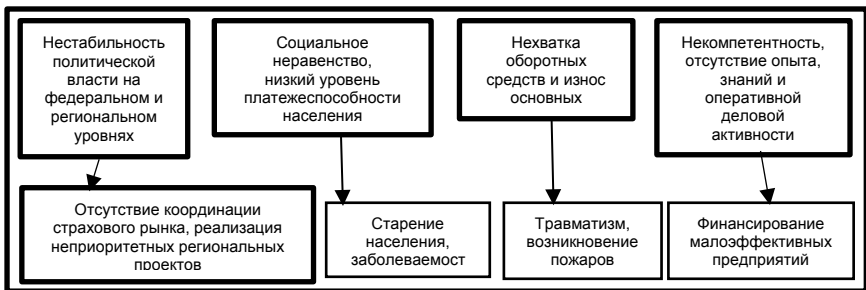 Нестабильность
политической
власти на
федеральном и
региональном
уровнях
Социальное
неравенство,
низкий уровень
платежеспособности
населения
Нехватка
оборотных
средств и износ
основных
Некомпетентность,
отсутствие опыта,
знаний и
оперативной
деловой
активности
Отсутствие координации
страхового рынка, реализация
неприоритетных региональных
проектов
Старение
населения,
заболеваемост
Травматизм,
возникновение
пожаров
Финансирование
малоэффективных
предприятий